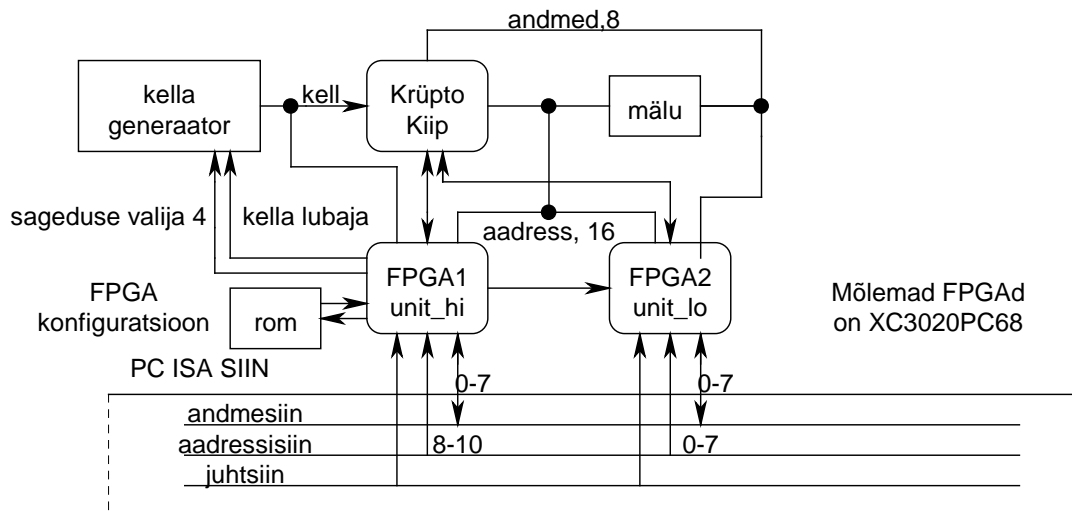 andmed,8
kella
generaator
kell
Krüpto
Kiip
mälu
sageduse valija 4
kella lubaja
aadress, 16
FPGA
konfiguratsioon
rom
FPGA1
unit_hi
FPGA2
unit_lo
Mõlemad FPGAd
on XC3020PC68
PC ISA SIIN
0-7
0-7
andmesiin
aadressisiin
8-10
0-7
juhtsiin